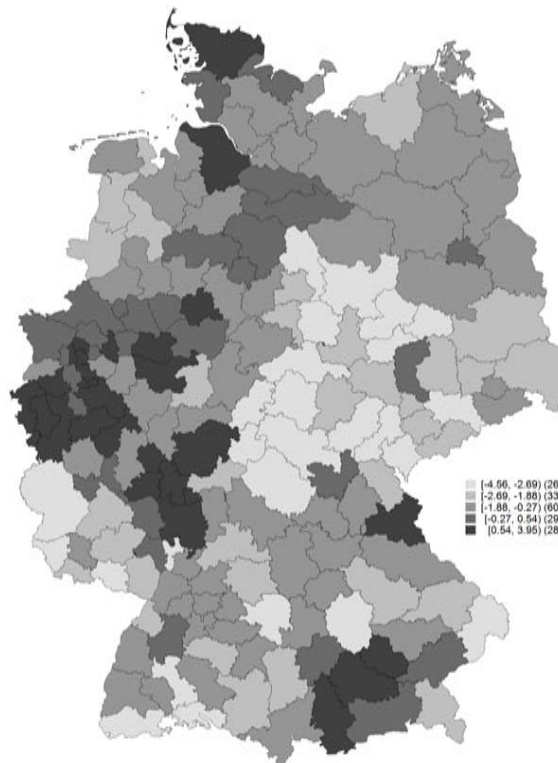 [-4.56, -2.69) (26
[-2.69, -1.88) (33
[-1.88, -0.27) (60
[-0.27, 0.54) (29
[0.54, 3.95) (28